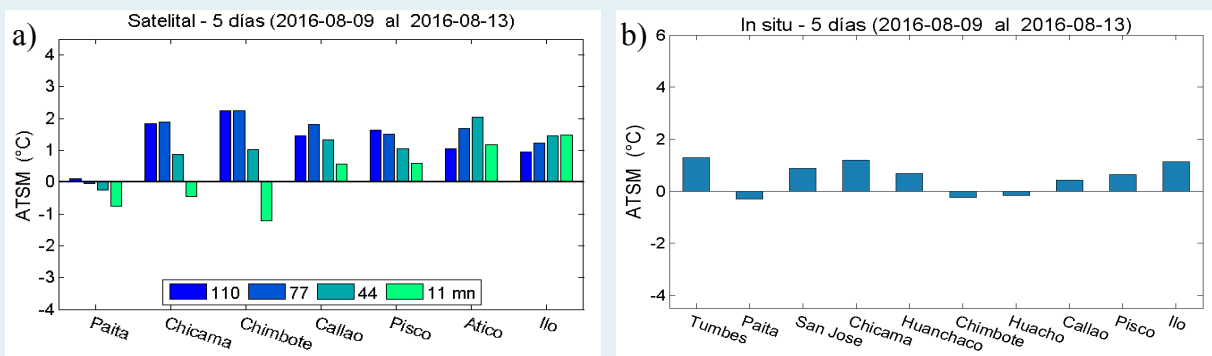 a)
Satelital - 5 días (2016-08-09 al 2016-08-13)
ATSM (°C)
4
3
2
1
0
-1
-2
-3
-4
110 77 44 11 mn
Paita Chicama Chimbote Callao Pisco Atico Ilo
b)
In situ - 5 días (2016-08-09 al 2016-08-13)
ATSM (°C)
6
4
2
0
-2
-4
Tumbes Paita San Jose Chicama Huanchaco Chimbote Huacho Callao Pisco Ilo